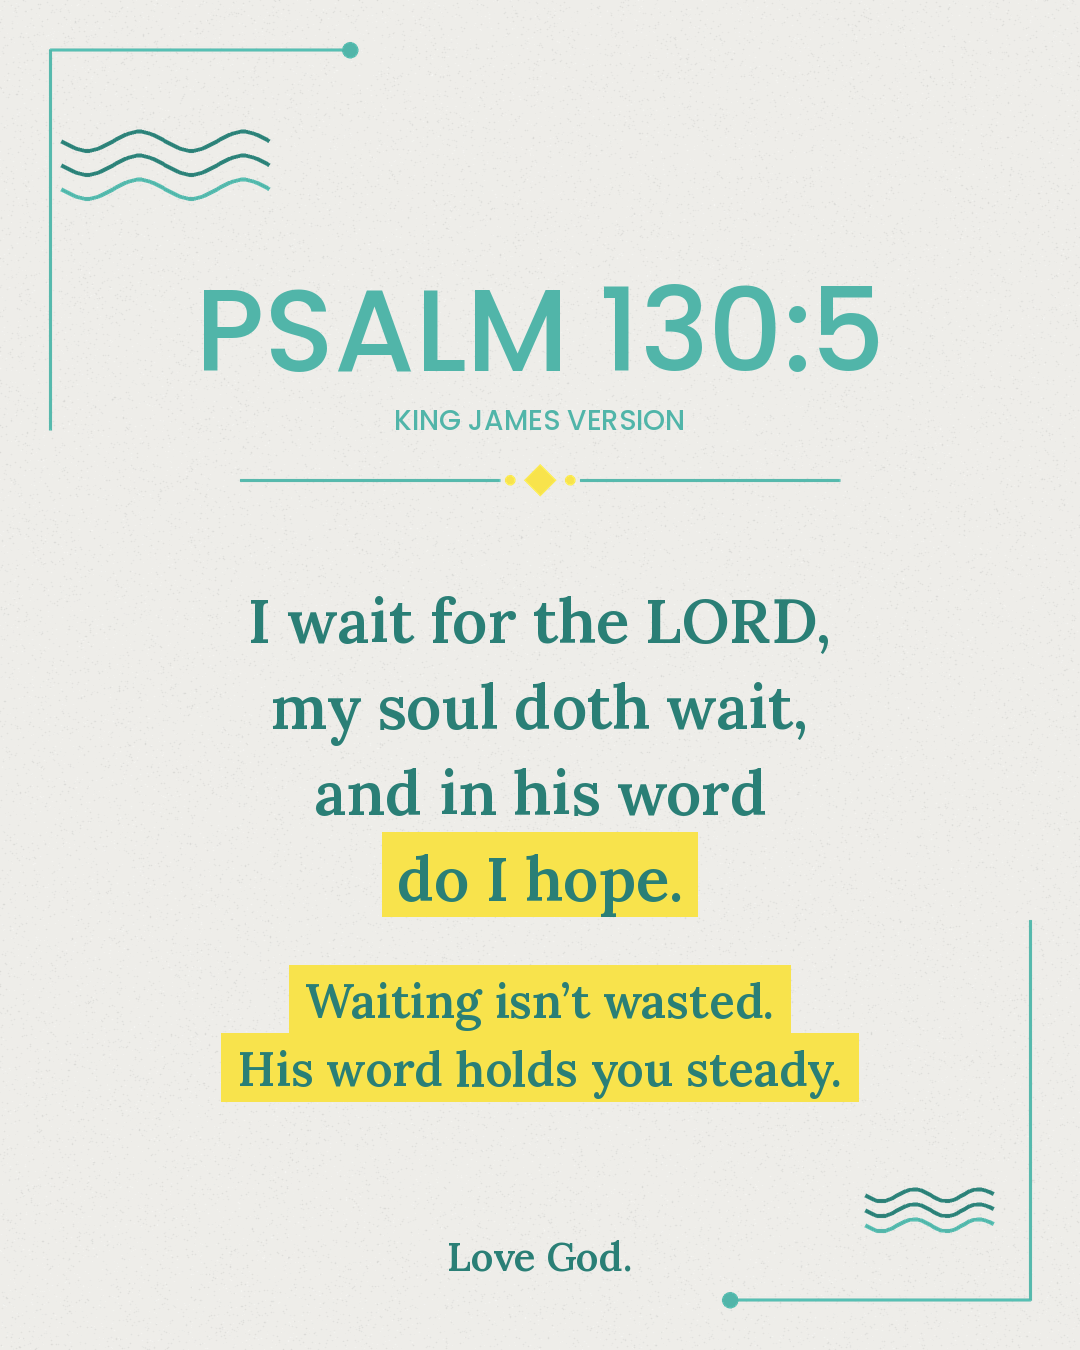 PSALM 130:5
KING JAMES VERSION
I wait for the LORD,
my soul doth wait,
and in his word
do I hope.
Waiting isn’t wasted.
His word holds you steady.
Love God.